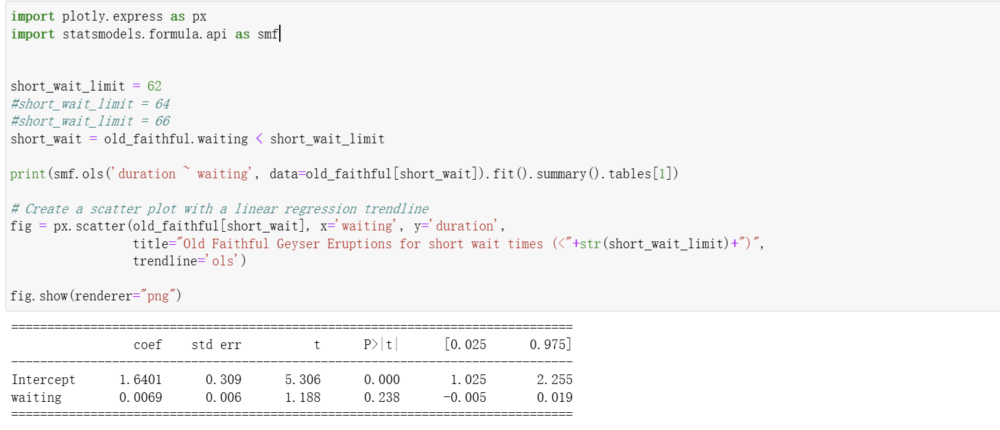 import plotly.express as px
import statsmodels.formula.api as smf
short_wait_limit = 62
#short_wait_limit = 64
#short_wait_limit = 66
short_wait = old_faithful.waiting < short_wait_limit
print(smf.ols('duration ~ waiting', data=old_faithful[short_wait]).fit().summary().tables[1])
# Create a scatter plot with a linear regression trendline
fig = px.scatter(old_faithful[short_wait], x='waiting', y='duration',
                 title="Old Faithful Geyser Eruptions for short wait times (<"+str(short_wait_limit)+")",
                 trendline='ols')
fig.show(renderer="png")
==============================================================================
                 coef    std err          t      P>|t|      [0.025      0.975]
------------------------------------------------------------------------------
Intercept      1.6401      0.309      5.306      0.000       1.025       2.255
waiting        0.0069      0.006      1.188      0.238      -0.005       0.019
==============================================================================